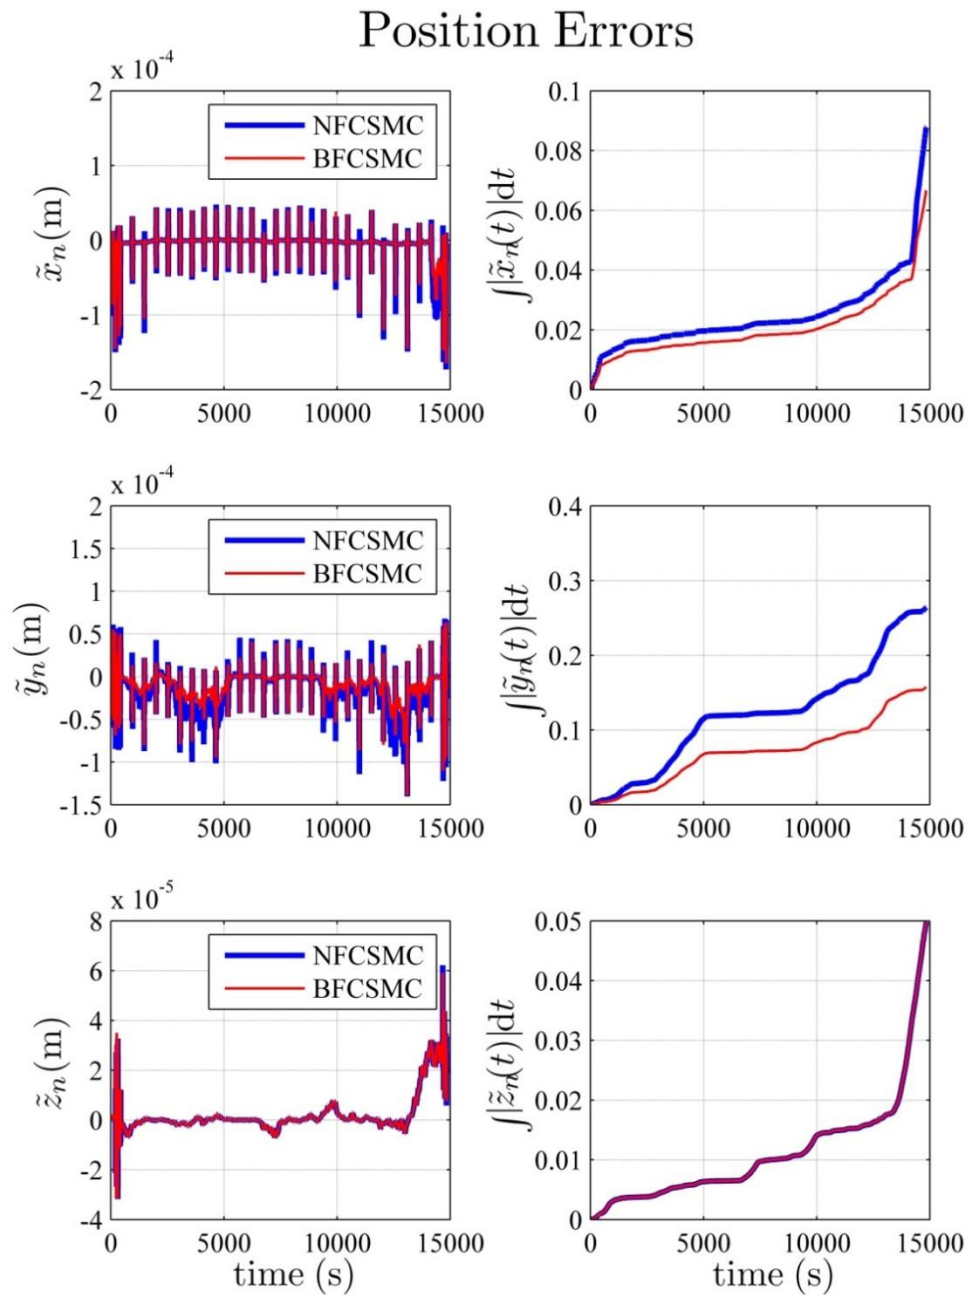 Position Errors
x 10⁻⁴
2
1
0
-1
-2
x̃ₙ(m)
NFCSMC
BFCSMC
0 5000 10000 15000
0.1
0.08
0.06
0.04
0.02
0
∫|x̃ₙ(t)|dt
0 5000 10000 15000
x 10⁻⁴
2
1.5
1
0.5
0
-0.5
-1
-1.5
ỹₙ(m)
NFCSMC
BFCSMC
0 5000 10000 15000
0.4
0.3
0.2
0.1
0
∫|ỹₙ(t)|dt
0 5000 10000 15000
x 10⁻⁵
8
6
4
2
0
-2
-4
z̃ₙ(m)
NFCSMC
BFCSMC
0 5000 10000 15000
time (s)
0.05
0.04
0.03
0.02
0.01
0
∫|z̃ₙ(t)|dt
0 5000 10000 15000
time (s)